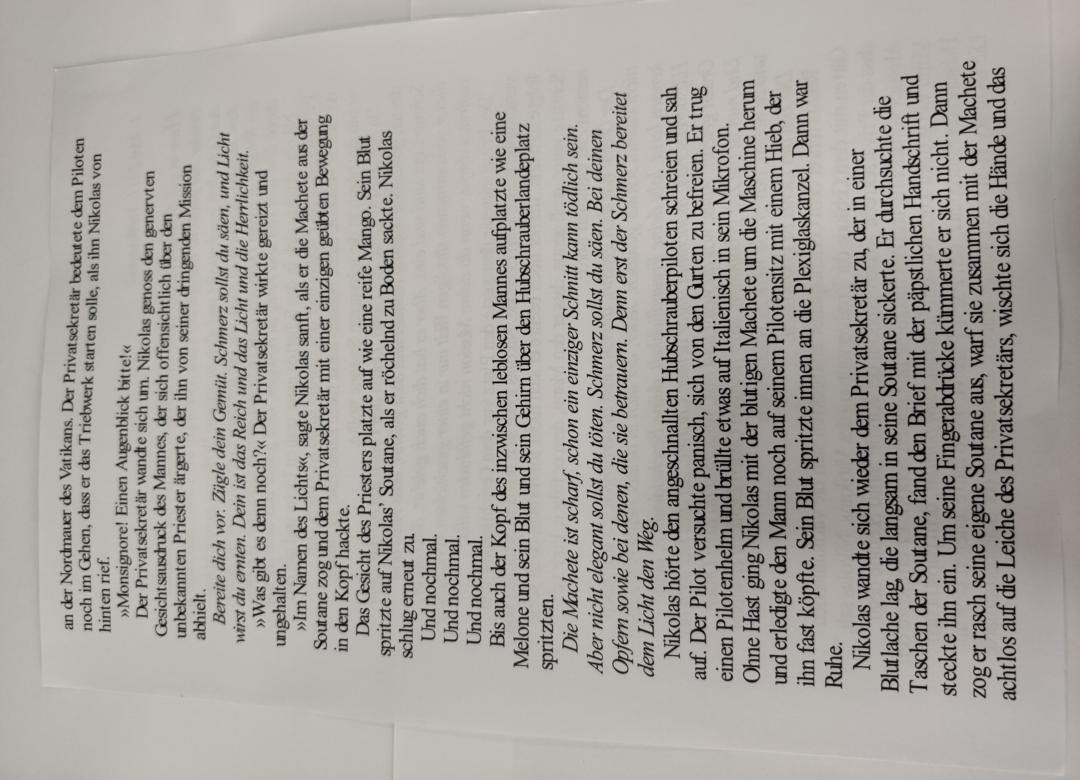 an der Nordmauer des Vatikans. Der Privatsekretär bedeutete dem Piloten
noch im Gehen, dass er das Triebwerk starten solle, als ihn Nikolas von
hinten rief.
»Monsignore! Einen Augenblick bitte!«
Der Privatsekretär wandte sich um. Nikolas genoss den genervten
Gesichtsausdruck des Mannes, der sich offensichtlich über den
unbekannten Priester ärgerte, der ihn von seiner dringenden Mission
abhielt.
Bereite dich vor. Zügle dein Gemüt. Schmerz sollst du säen, und Licht
wirst du ernten. Dein ist das Reich und das Licht und die Herrlichkeit.
»Was gibt es denn noch?« Der Privatsekretär wirkte gereizt und
ungehalten.
»Im Namen des Lichts«, sagte Nikolas sanft, als er die Machete aus der
Soutane zog und dem Privatsekretär mit einer einzigen geübten Bewegung
in den Kopf hackte.
Das Gesicht des Priesters platzte auf wie eine reife Mango. Sein Blut
spritzte auf Nikolas' Soutane, als er röchelnd zu Boden sackte. Nikolas
schlug erneut zu.
Und nochmal.
Und nochmal.
Und nochmal.
Bis auch der Kopf des inzwischen leblosen Mannes aufplatzte wie eine
Melone und sein Blut und sein Gehirn über den Hubschrauberlandeplatz
spritzten.
Die Machete ist scharf, schon ein einziger Schnitt kann tödlich sein.
Aber nicht elegant sollst du töten. Schmerz sollst du säen. Bei deinen
Opfern sowie bei denen, die sie betrauern. Denn erst der Schmerz bereitet
dem Licht den Weg.
Nikolas hörte den angeschnallten Hubschrauberpiloten schreien und sah
auf. Der Pilot versuchte panisch, sich von den Gurten zu befreien. Er trug
einen Pilotenhelm und brüllte etwas auf Italienisch in sein Mikrofon.
Ohne Hast ging Nikolas mit der blutigen Machete um die Maschine herum
und erledigte den Mann noch auf seinem Pilotensitz mit einem Hieb, der
ihn fast köpfte. Sein Blut spritzte innen an die Plexiglaskanzel. Dann war
Ruhe.
Nikolas wandte sich wieder dem Privatsekretär zu, der in einer
Blutlache lag, die langsam in seine Soutane sickerte. Er durchsuchte die
Taschen der Soutane, fand den Brief mit der päpstlichen Handschrift und
steckte ihn ein. Um seine Fingerabdrücke kümmerte er sich nicht. Dann
zog er rasch seine eigene Soutane aus, warf sie zusammen mit der Machete
achtlos auf die Leiche des Privatsekretärs, wischte sich die Hände und das